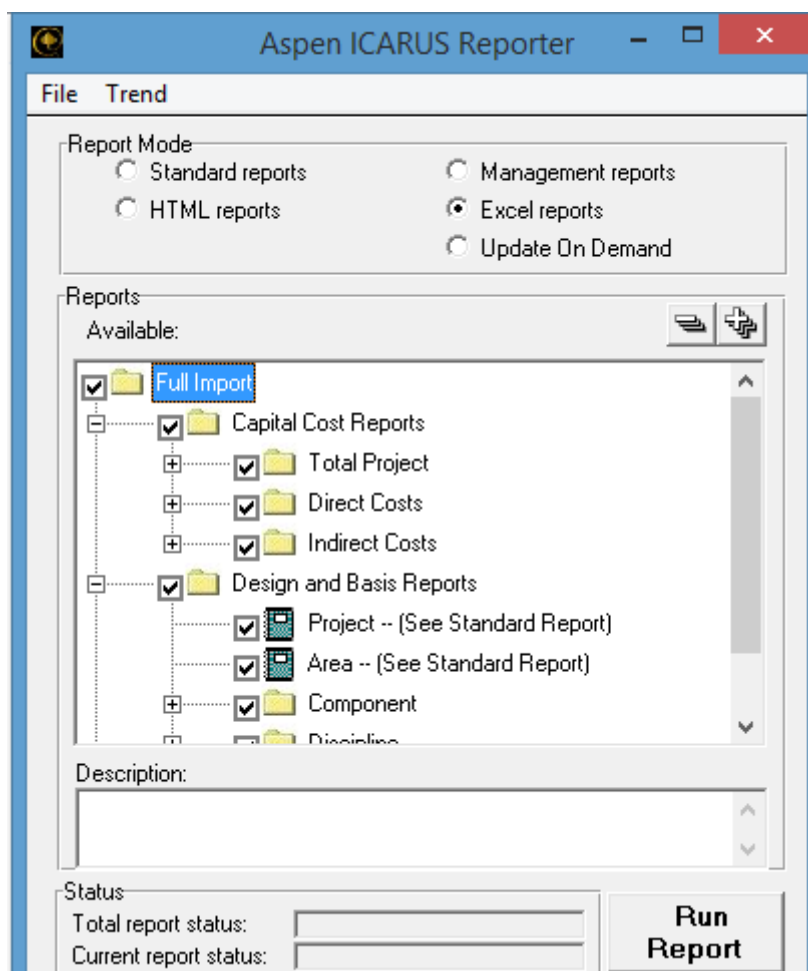 Aspen ICARUS Reporter
File Trend
Report Mode
Standard reports
Management reports
HTML reports
Excel reports
Update On Demand
Reports
Available:
Full Import
Capital Cost Reports
Total Project
Direct Costs
Indirect Costs
Design and Basis Reports
Project -- (See Standard Report)
Area -- (See Standard Report)
Component
Discipline
Description:
Status
Total report status:
Current report status:
Run
Report